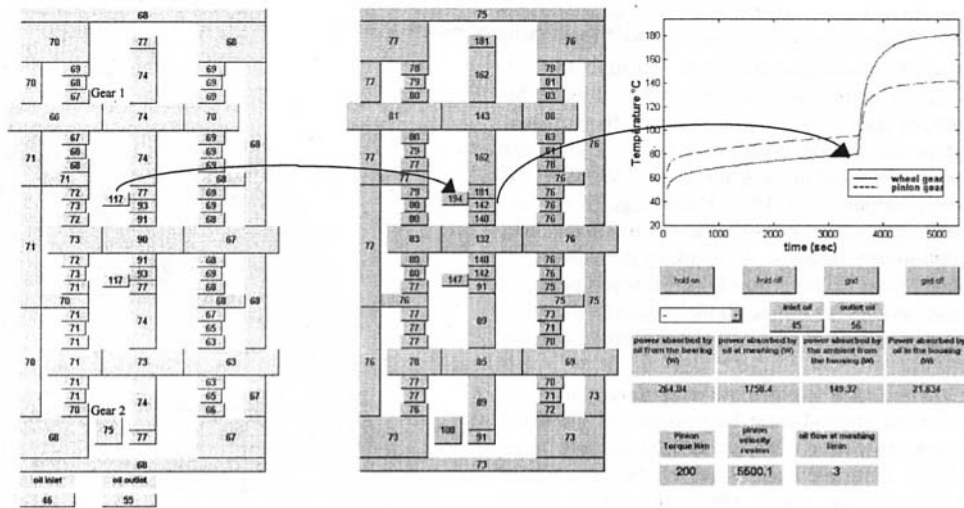 68
70 77 68
69 69
70 68 74 69
67 69
Gear 1
66 74 70
67 69
68 69 68
71 68 74 69
71 68
72 77 69
117
73 93 69
72 91 68
73 90 67
71
72 91 68
73 93 69
117
71 77 68
70 68 68
71 67
71 74 65
71 63
70 71 73 63
71 63
71 65 67
70 74 66
Gear 2
68 75 67
77
68
oil inlet oil outlet
46 55
75
77 181 76
78 79
77 79 162 81
80 83
81 143
80 83
80
77 80 162 78 76
77 76
79 181 76
194
80 142 76
80 140 76
83 132 76
77
80 140 76
80 142 76
147
77 91 75
76 75 75
77
77 89
77 70
76 78 85 69
78 70
77 71 73
76 89 72
73 108 73
91
73
Temperature °C
180
160
140
120
100
80
60
40
20
0 1000 2000 3000 4000 5000
time (sec)
wheel gear
pinion gear
hold on hold off grid grid off
inlet oil outlet oil
45 56
power absorbed by oil from the bearing (W)
power absorbed by oil at meshing (W)
power absorbed by the ambient from the housing (W)
Power absorbed by oil in the housing (W)
264.04 1758.4 149.32 21.634
Pinion Torque Nm
pinion velocity
oil flow at meshing
200 5500.1 3